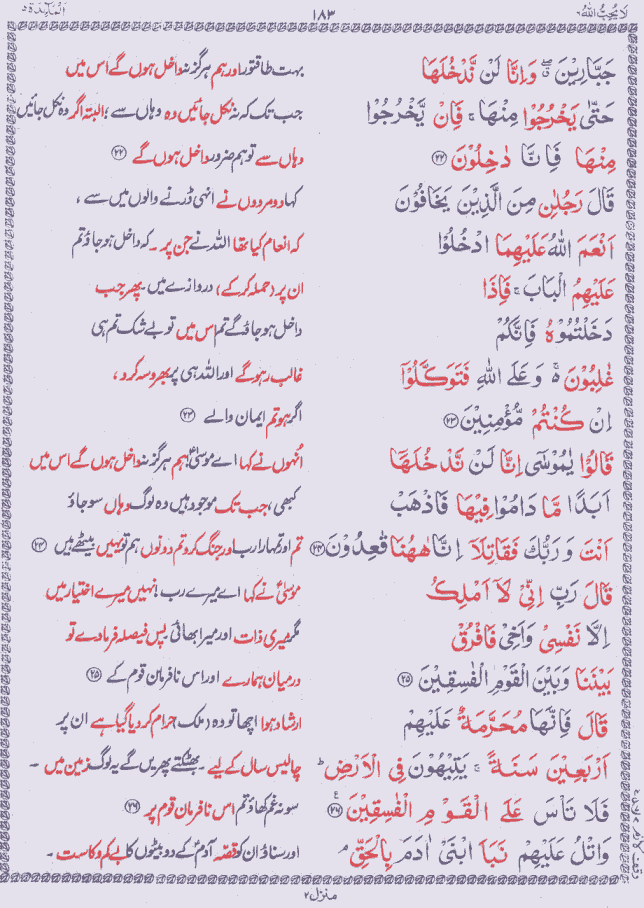 لَا يُحِبُّ اللهُ ٦ ١٨٣ اَلْمَآئِدَة ٥
جَبَّارِيْنَ ۖ وَاِنَّا لَنْ نَّدْخُلَهَا بہت طاقتور اور ہم ہرگز نہ داخل ہوں گے اس میں
حَتّٰى يَخْرُجُوْا مِنْهَا ۚ فَاِنْ يَّخْرُجُوْا جب تک کہ نہ نکل جائیں وہ وہاں سے ؛ البتہ اگر وہ نکل جائیں
مِنْهَا فَاِنَّا دٰخِلُوْنَ ۲۲ وہاں سے تو ہم ضرور داخل ہوں گے ۲۲
قَالَ رَجُلٰنِ مِنَ الَّذِيْنَ يَخَافُوْنَ کہا دو مردوں نے انہی ڈرنے والوں میں سے ،
اَنْعَمَ اللهُ عَلَيْهِمَا ادْخُلُوْا کہ انعام کیا تھا اللہ نے جن پر ۔ کہ داخل ہو جاؤ تم
عَلَيْهِمُ الْبَابَ ۚ فَاِذَا ان پر (حملہ کر کے) دروازے میں ۔ پھر جب
دَخَلْتُمُوْهُ فَاِنَّكُمْ داخل ہو جاؤ گے تم اس میں تو بے شک تم ہی
غٰلِبُوْنَ ۚ وَ عَلَى اللهِ فَتَوَكَّلُوْٓا غالب رہو گے اور اللہ ہی پر بھروسہ کرو ،
اِنْ كُنْتُمْ مُّؤْمِنِيْنَ ۲۳ اگر ہو تم ایمان والے ۲۳
قَالُوْا يٰمُوْسٰٓى اِنَّا لَنْ نَّدْخُلَهَآ اُنہوں نے کہا اے موسیٰؑ! ہم ہرگز نہ داخل ہوں گے اس میں
اَبَدًا مَّا دَامُوْا فِيْهَا فَاذْهَبْ کبھی ، جب تک موجود ہیں وہ لوگ وہاں سو جاؤ
اَنْتَ وَ رَبُّكَ فَقَاتِلَآ اِنَّا هٰهُنَا قٰعِدُوْنَ ۲۴ تم اور تمہارا رب اور جنگ کرو تم دونوں ہم تو یہیں بیٹھے ہیں ۲۴
قَالَ رَبِّ اِنِّيْ لَآ اَمْلِكُ موسیٰؑ نے کہا اے میرے رب ! نہیں میرے اختیار میں
اِلَّا نَفْسِيْ وَاَخِيْ فَافْرُقْ مگر میری ذات اور میرا بھائی ۔ پس فیصلہ فرما دے تو
بَيْنَنَا وَبَيْنَ الْقَوْمِ الْفٰسِقِيْنَ ۲۵ درمیان ہمارے اور اس نافرمان قوم کے ۲۵
قَالَ فَاِنَّهَا مُحَرَّمَةٌ عَلَيْهِمْ ارشاد ہوا اچھا تو وہ (ملک) حرام کر دیا گیا ہے ان پر
اَرْبَعِيْنَ سَنَةً ۚ يَتِيْهُوْنَ فِي الْاَرْضِ ؕ چالیس سال کے لیے ۔ بھٹکتے پھریں گے یہ لوگ زمین میں ۔
فَلَا تَاْسَ عَلَى الْقَوْمِ الْفٰسِقِيْنَ ۲۶ سو نہ غم کھاؤ تم اس نافرمان قوم پر ۲۶
وَاتْلُ عَلَيْهِمْ نَبَاَ ابْنَيْ اٰدَمَ بِالْحَقِّ ۘ اور سناؤ ان کو قصّہ آدمؑ کے دو بیٹوں کا بے کم و کاست ۔
منزل ۲